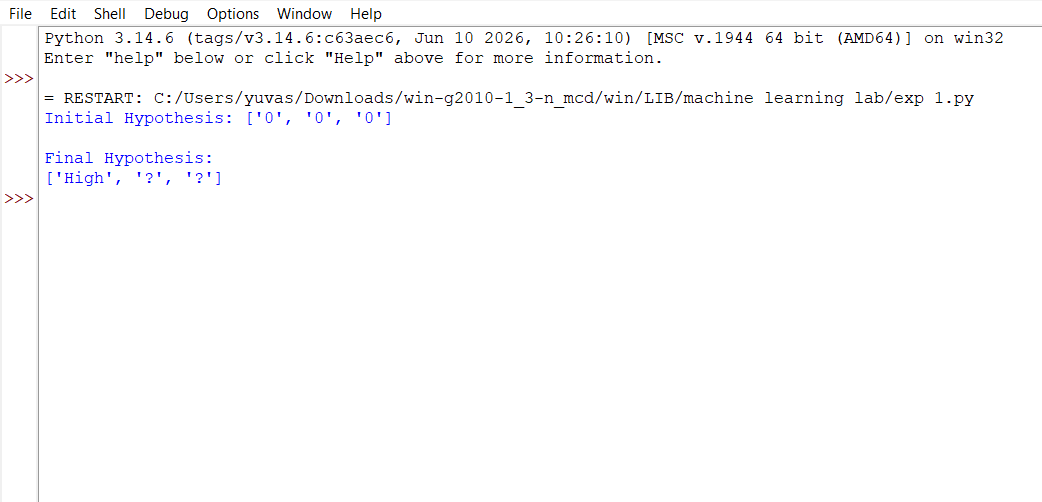 File Edit Shell Debug Options Window Help
Python 3.14.6 (tags/v3.14.6:c63aec6, Jun 10 2026, 10:26:10) [MSC v.1944 64 bit (AMD64)] on win32
Enter "help" below or click "Help" above for more information.
>>>
= RESTART: C:/Users/yuvas/Downloads/win-g2010-1_3-n_mcd/win/LIB/machine learning lab/exp 1.py
Initial Hypothesis: ['0', '0', '0']
Final Hypothesis:
['High', '?', '?']
>>>